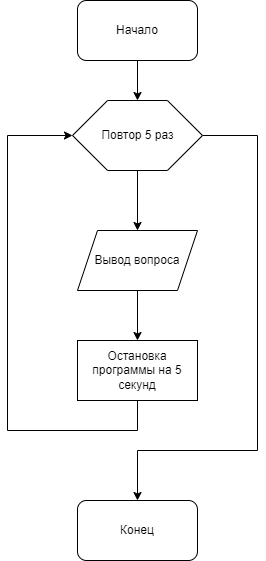 Начало
Повтор 5 раз
Вывод вопроса
Остановка
программы на 5
секунд
Конец